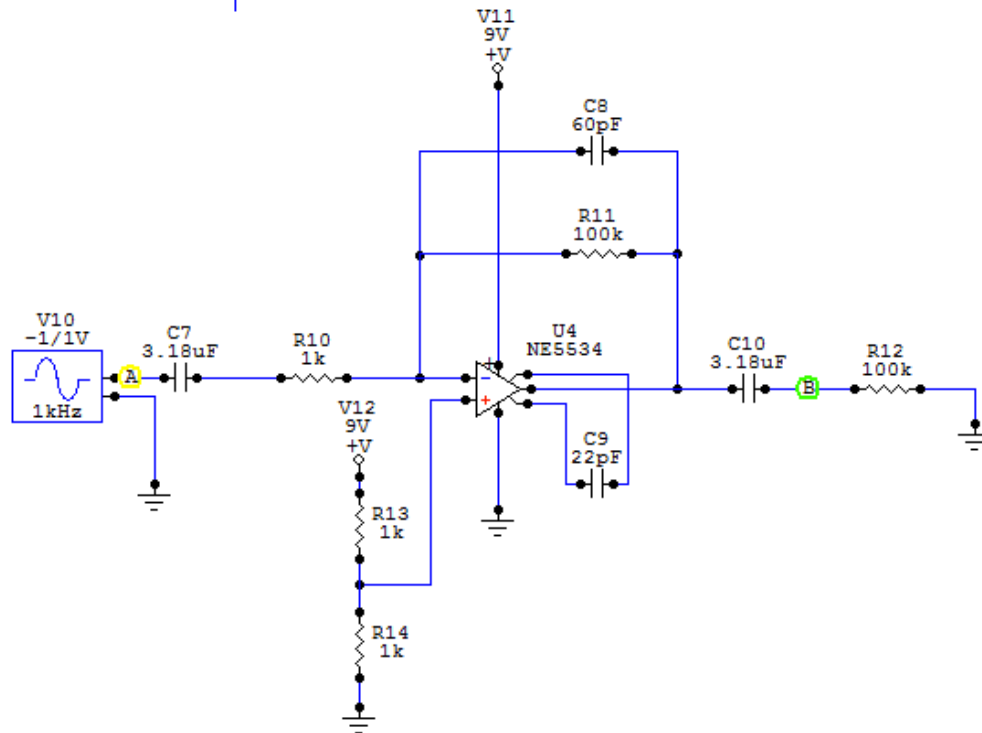 V11
9V
+V
C8
60pF
R11
100k
V10
-1/1V
1kHz
A
C7
3.18uF
R10
1k
U4
NE5534
+
-
+
C10
3.18uF
B
R12
100k
V12
9V
+V
C9
22pF
R13
1k
R14
1k